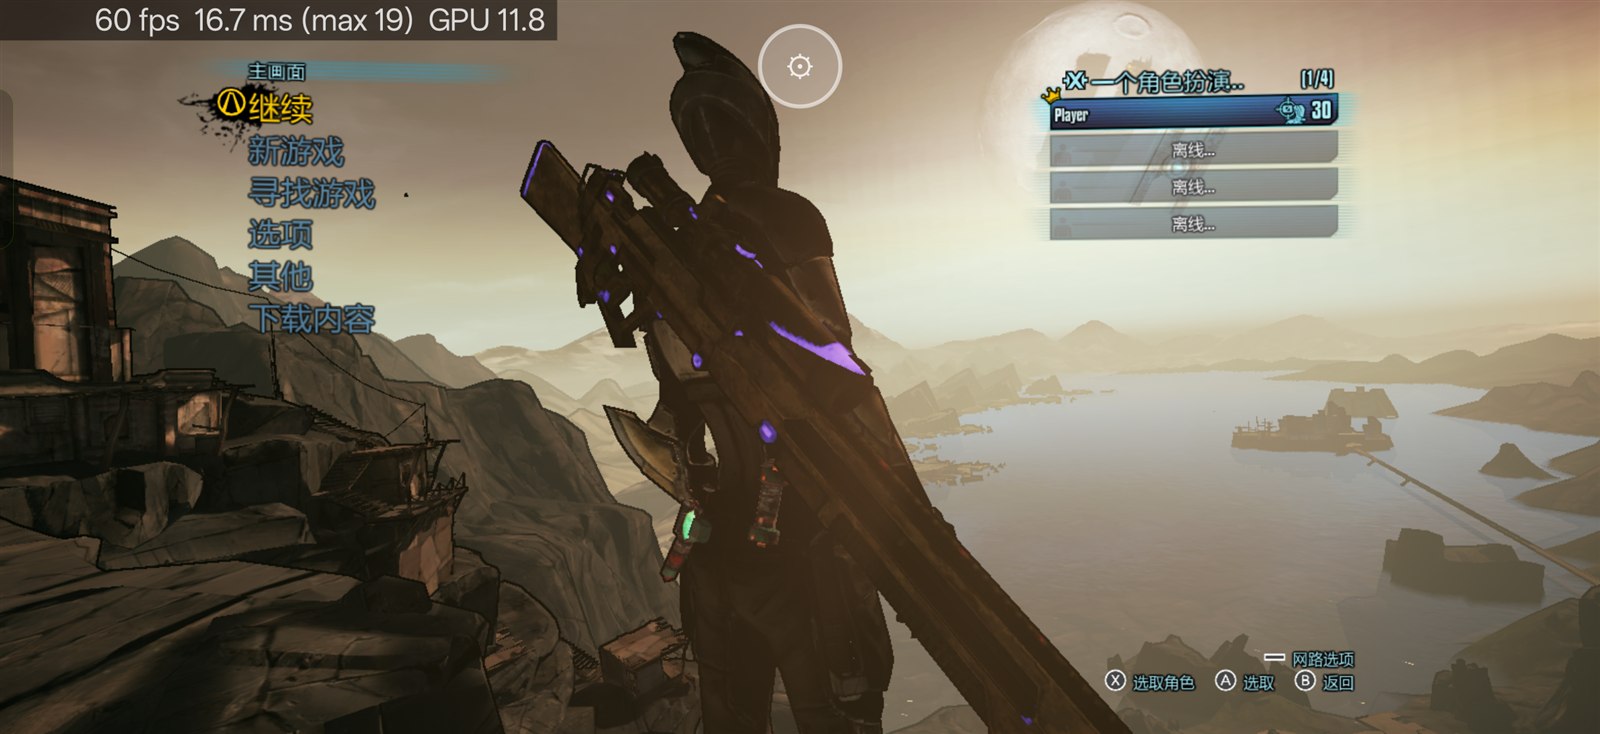 60 fps 16.7 ms (max 19) GPU 11.8
主画面
继续
新游戏
寻找游戏
选项
其他
下载内容
一个角色扮演... (1/4)
Player 30
离线...
离线...
离线...
网路选项
X 选取角色 A 选取 B 返回